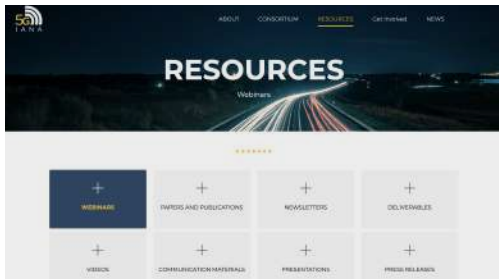 5G
IANA
ABOUT CONSORTIUM RESOURCES Get Involved NEWS
RESOURCES
Webinars
WEBINARS PAPERS AND PUBLICATIONS NEWSLETTERS DELIVERABLES
VIDEOS COMMUNICATION MATERIALS PRESENTATIONS PRESS RELEASES